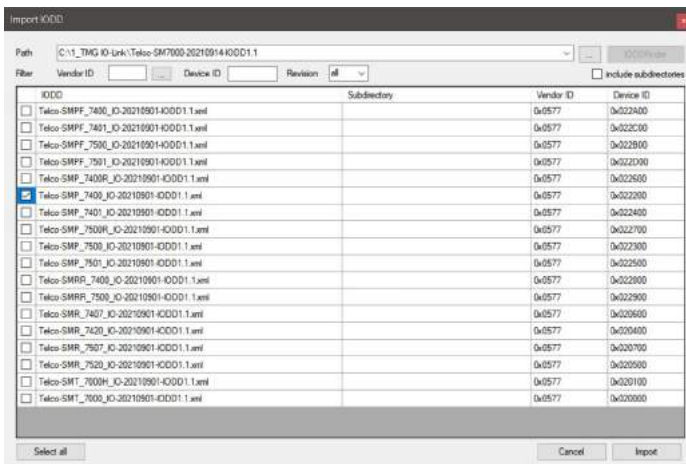 Import IODD
Path C:\1_TMG IO-Link\Telco-SM7000-20210914-IODD1.1 ... IODDFinder
Filter Vendor ID ... Device ID Revision all include subdirectories
IODD Subdirectory Vendor ID Device ID
Telco-SMPF_7400_IO-20210901-IODD1.1.xml 0x0577 0x022A00
Telco-SMPF_7401_IO-20210901-IODD1.1.xml 0x0577 0x022C00
Telco-SMPF_7500_IO-20210901-IODD1.1.xml 0x0577 0x022B00
Telco-SMPF_7501_IO-20210901-IODD1.1.xml 0x0577 0x022D00
Telco-SMP_7400R_IO-20210901-IODD1.1.xml 0x0577 0x022600
Telco-SMP_7400_IO-20210901-IODD1.1.xml 0x0577 0x022200
Telco-SMP_7401_IO-20210901-IODD1.1.xml 0x0577 0x022400
Telco-SMP_7500R_IO-20210901-IODD1.1.xml 0x0577 0x022700
Telco-SMP_7500_IO-20210901-IODD1.1.xml 0x0577 0x022300
Telco-SMP_7501_IO-20210901-IODD1.1.xml 0x0577 0x022500
Telco-SMRR_7400_IO-20210901-IODD1.1.xml 0x0577 0x022800
Telco-SMRR_7500_IO-20210901-IODD1.1.xml 0x0577 0x022900
Telco-SMR_7407_IO-20210901-IODD1.1.xml 0x0577 0x020600
Telco-SMR_7420_IO-20210901-IODD1.1.xml 0x0577 0x020400
Telco-SMR_7507_IO-20210901-IODD1.1.xml 0x0577 0x020700
Telco-SMR_7520_IO-20210901-IODD1.1.xml 0x0577 0x020500
Telco-SMT_7000H_IO-20210901-IODD1.1.xml 0x0577 0x020100
Telco-SMT_7000_IO-20210901-IODD1.1.xml 0x0577 0x020000
Select all Cancel Import